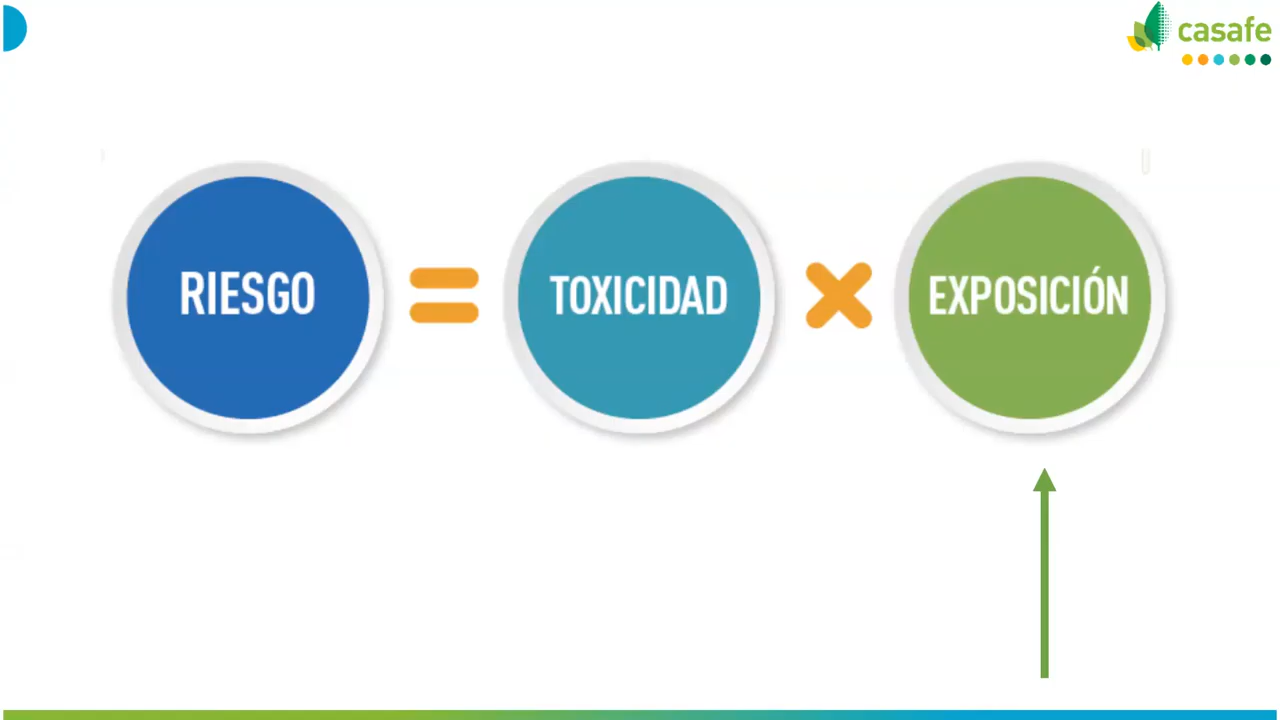 casafe
RIESGO = TOXICIDAD × EXPOSICIÓN